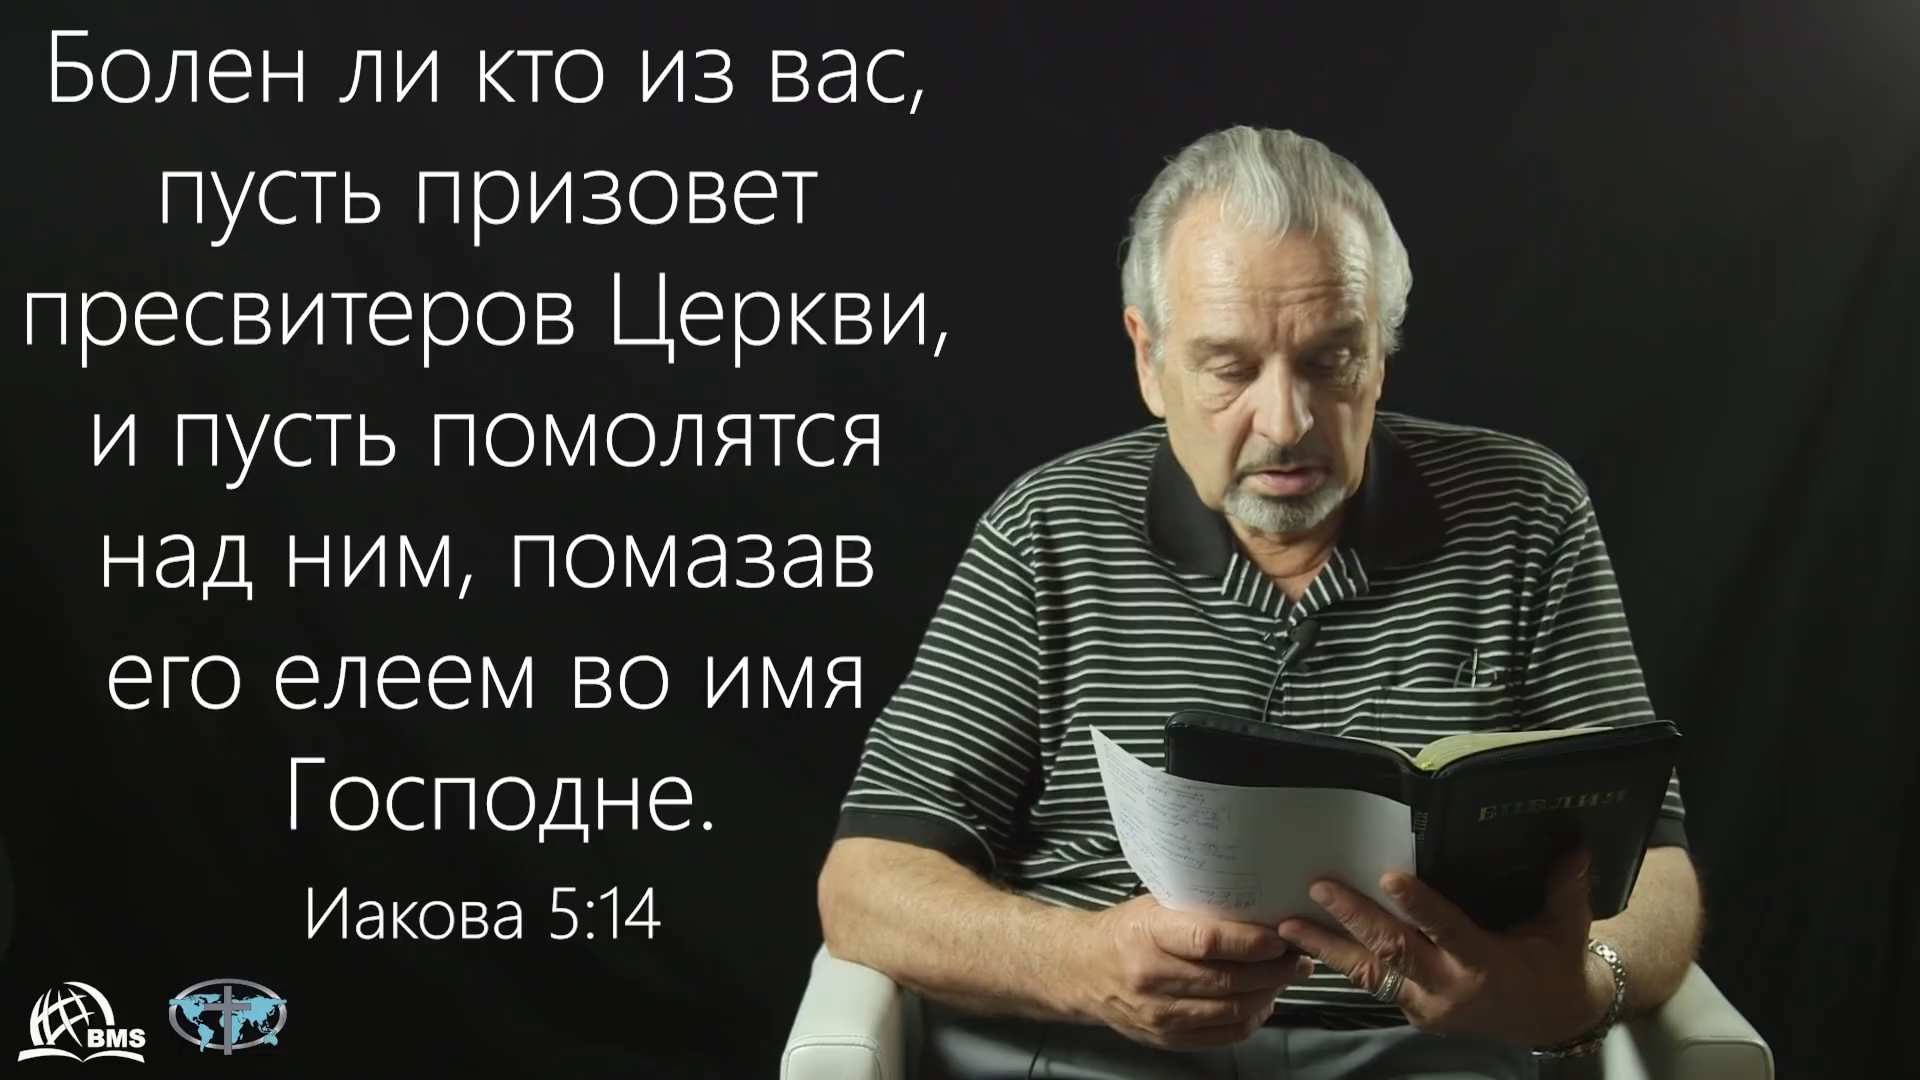 Болен ли кто из вас,
пусть призовет
пресвитеров Церкви,
и пусть помолятся
над ним, помазав
его елеем во имя
Господне.
Иакова 5:14
BMS
БИБЛИЯ